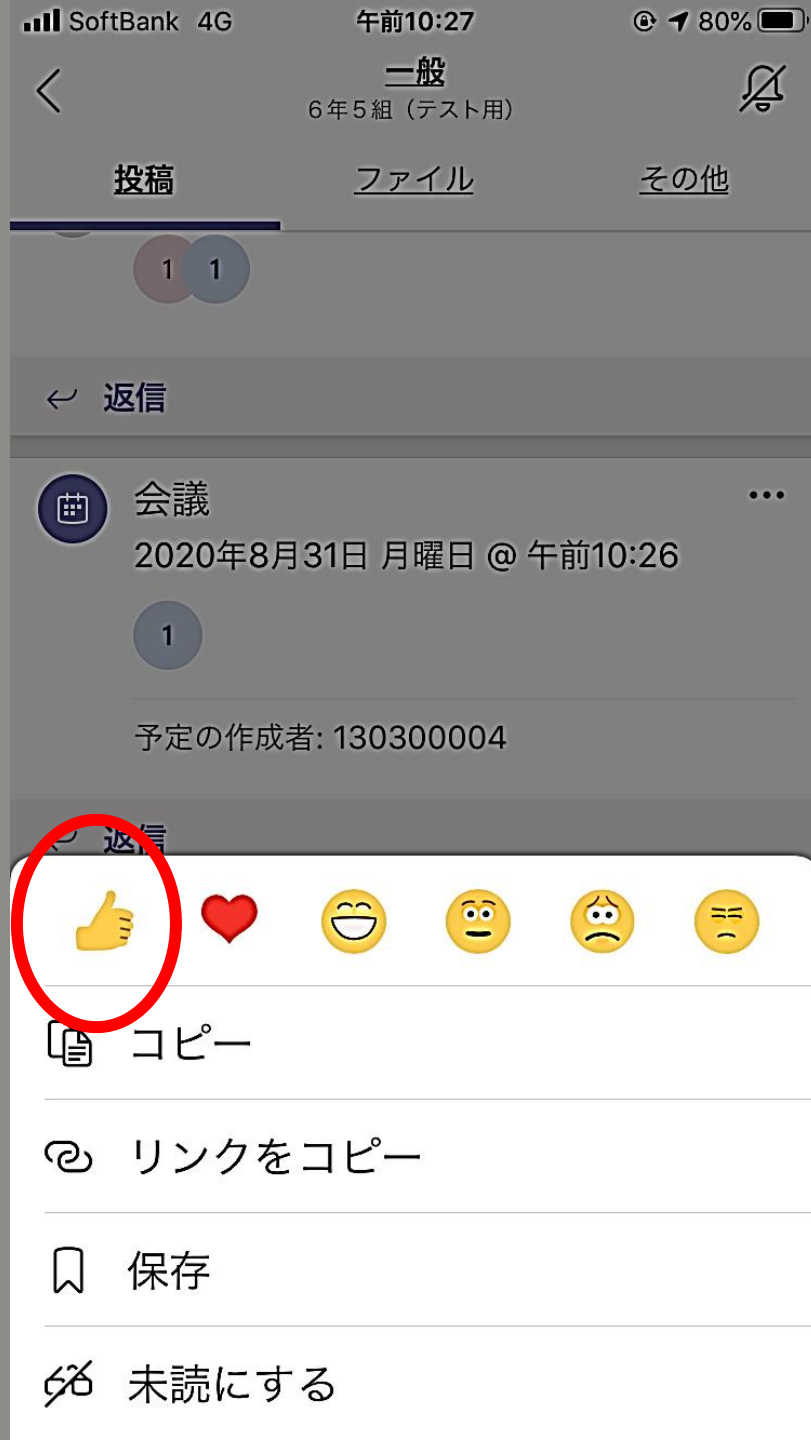 SoftBank 4G 午前10:27 80%
一般
6年5組（テスト用）
投稿 ファイル その他
1 1
返信
会議
2020年8月31日 月曜日 @ 午前10:26
1
予定の作成者: 130300004
返信
コピー
リンクをコピー
保存
未読にする